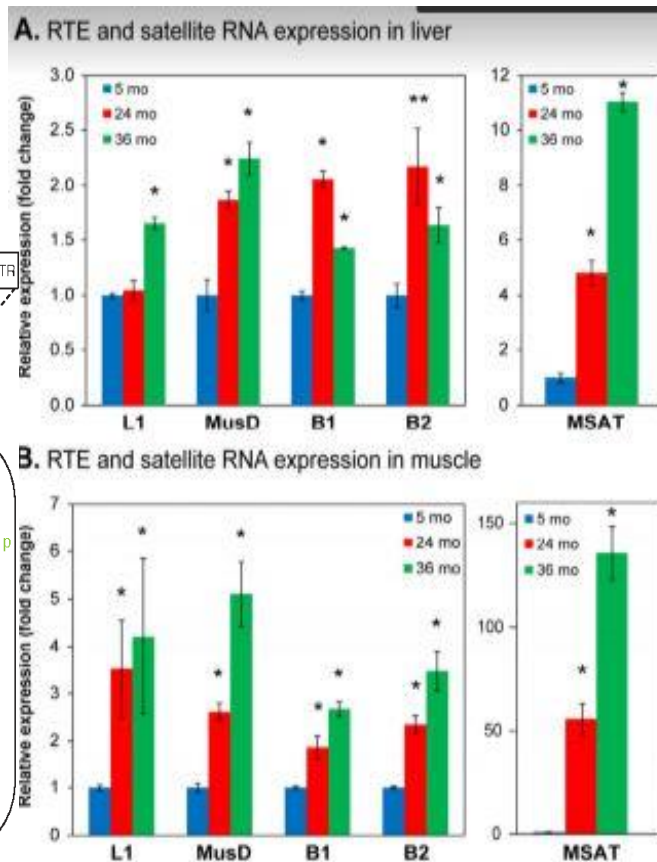 A. RTE and satellite RNA expression in liver
Relative expression (fold change)
3.0
2.5
2.0
1.5
1.0
0.5
0.0
5 mo
24 mo
36 mo
*
* *
* *
** *
L1 MusD B1 B2
12
10
8
6
4
2
0
5 mo
24 mo
36 mo
* *
MSAT
TR
B. RTE and satellite RNA expression in muscle
Relative expression (fold change)
7
6
5
4
3
2
1
0
5 mo
24 mo
36 mo
* *
* *
* *
* *
L1 MusD B1 B2
150
100
50
0
5 mo
24 mo
36 mo
* *
MSAT
p